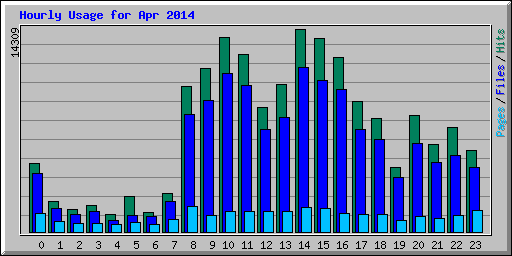 Hourly Usage for Apr 2014
14309
Pages / Files / Hits
0 1 2 3 4 5 6 7 8 9 10 11 12 13 14 15 16 17 18 19 20 21 22 23